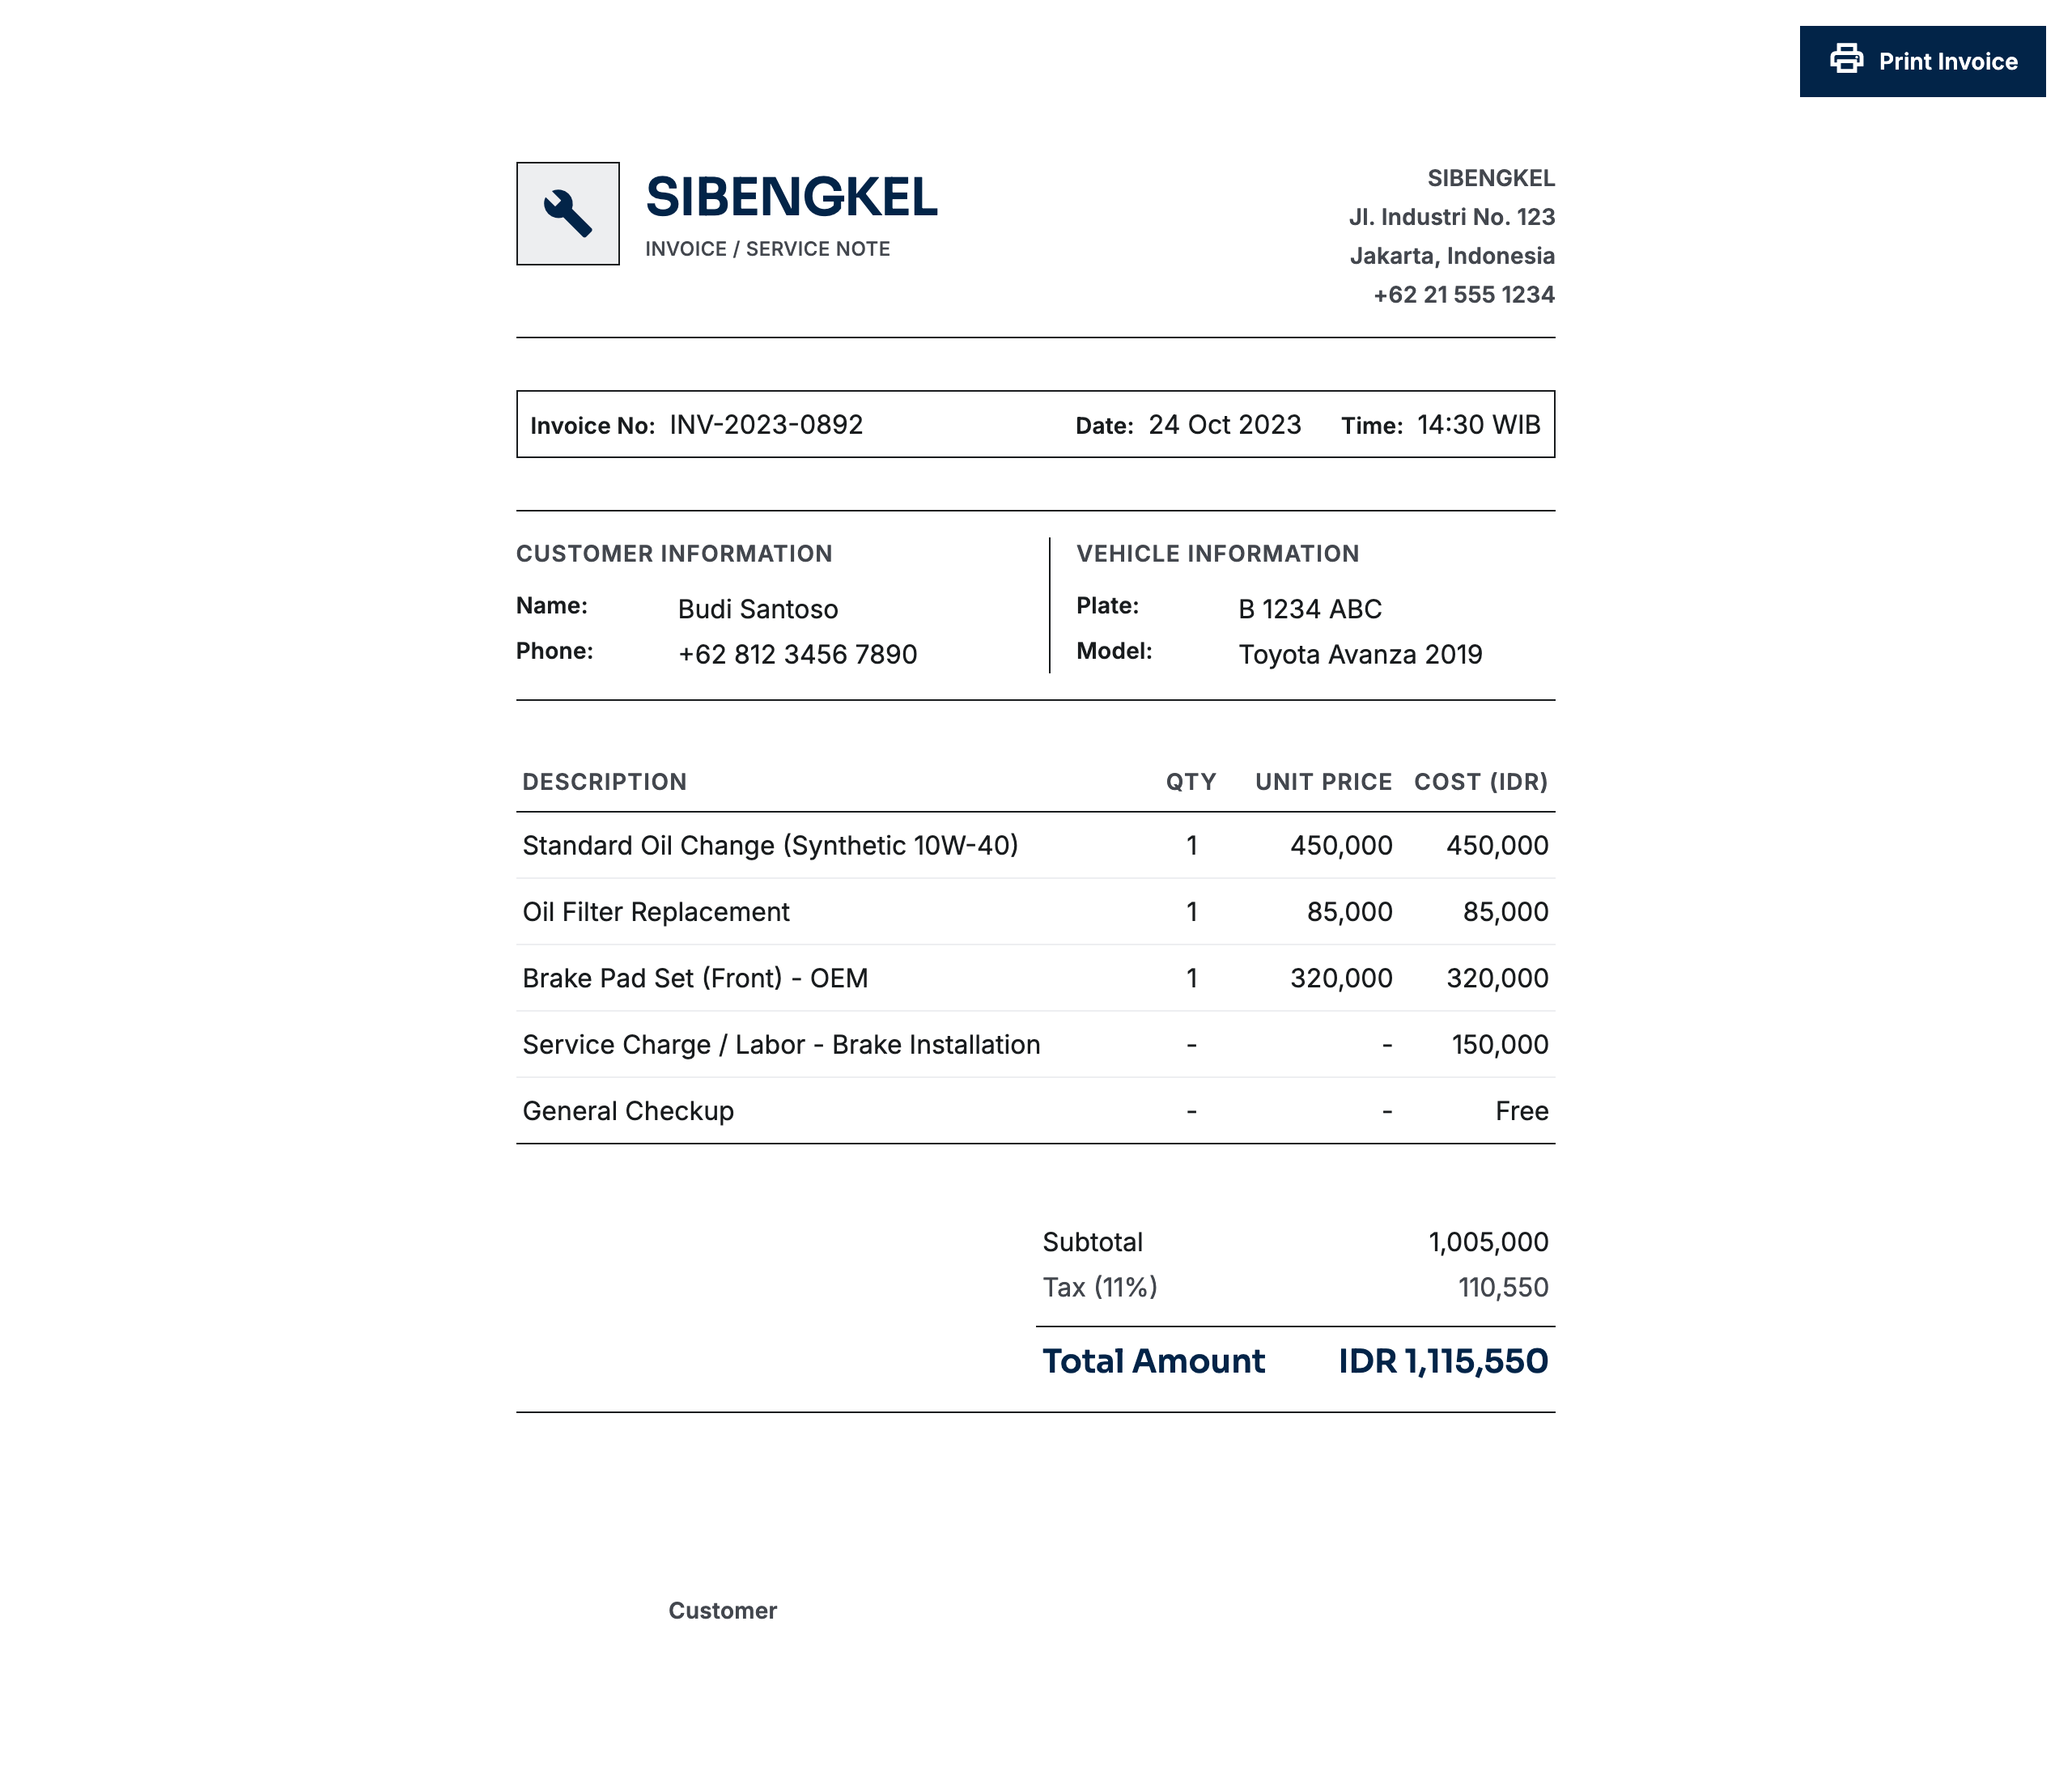 Print Invoice
SIBENGKEL
INVOICE / SERVICE NOTE
SIBENGKEL
Jl. Industri No. 123
Jakarta, Indonesia
+62 21 555 1234
Invoice No: INV-2023-0892 Date: 24 Oct 2023 Time: 14:30 WIB
CUSTOMER INFORMATION
Name: Budi Santoso
Phone: +62 812 3456 7890
VEHICLE INFORMATION
Plate: B 1234 ABC
Model: Toyota Avanza 2019
DESCRIPTION QTY UNIT PRICE COST (IDR)
Standard Oil Change (Synthetic 10W-40) 1 450,000 450,000
Oil Filter Replacement 1 85,000 85,000
Brake Pad Set (Front) - OEM 1 320,000 320,000
Service Charge / Labor - Brake Installation - - 150,000
General Checkup - - Free
Subtotal 1,005,000
Tax (11%) 110,550
Total Amount IDR 1,115,550
Customer